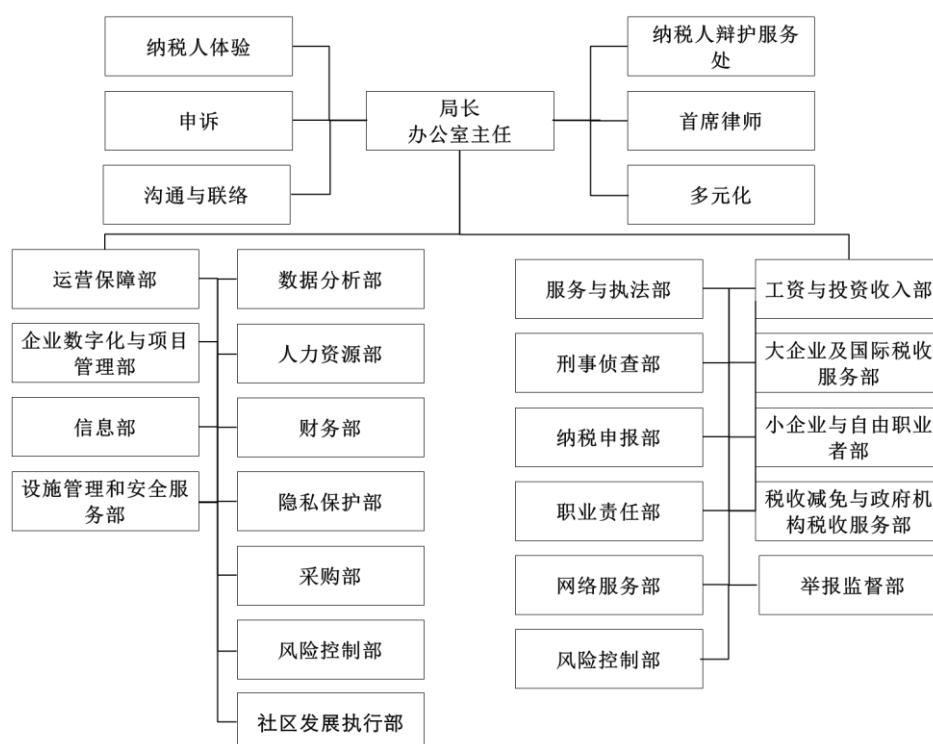 纳税人体验
纳税人辩护服务
处
局长
办公室主任
申诉
首席律师
沟通与联络
多元化
运营保障部
数据分析部
服务与执法部
工资与投资收入部
企业数字化与项目
管理部
人力资源部
刑事侦查部
大企业及国际税收
服务部
信息部
财务部
纳税申报部
小企业与自由职业
者部
设施管理和安全服
务部
隐私保护部
职业责任部
税收减免与政府机
构税收服务部
采购部
网络服务部
举报监督部
风险控制部
风险控制部
社区发展执行部